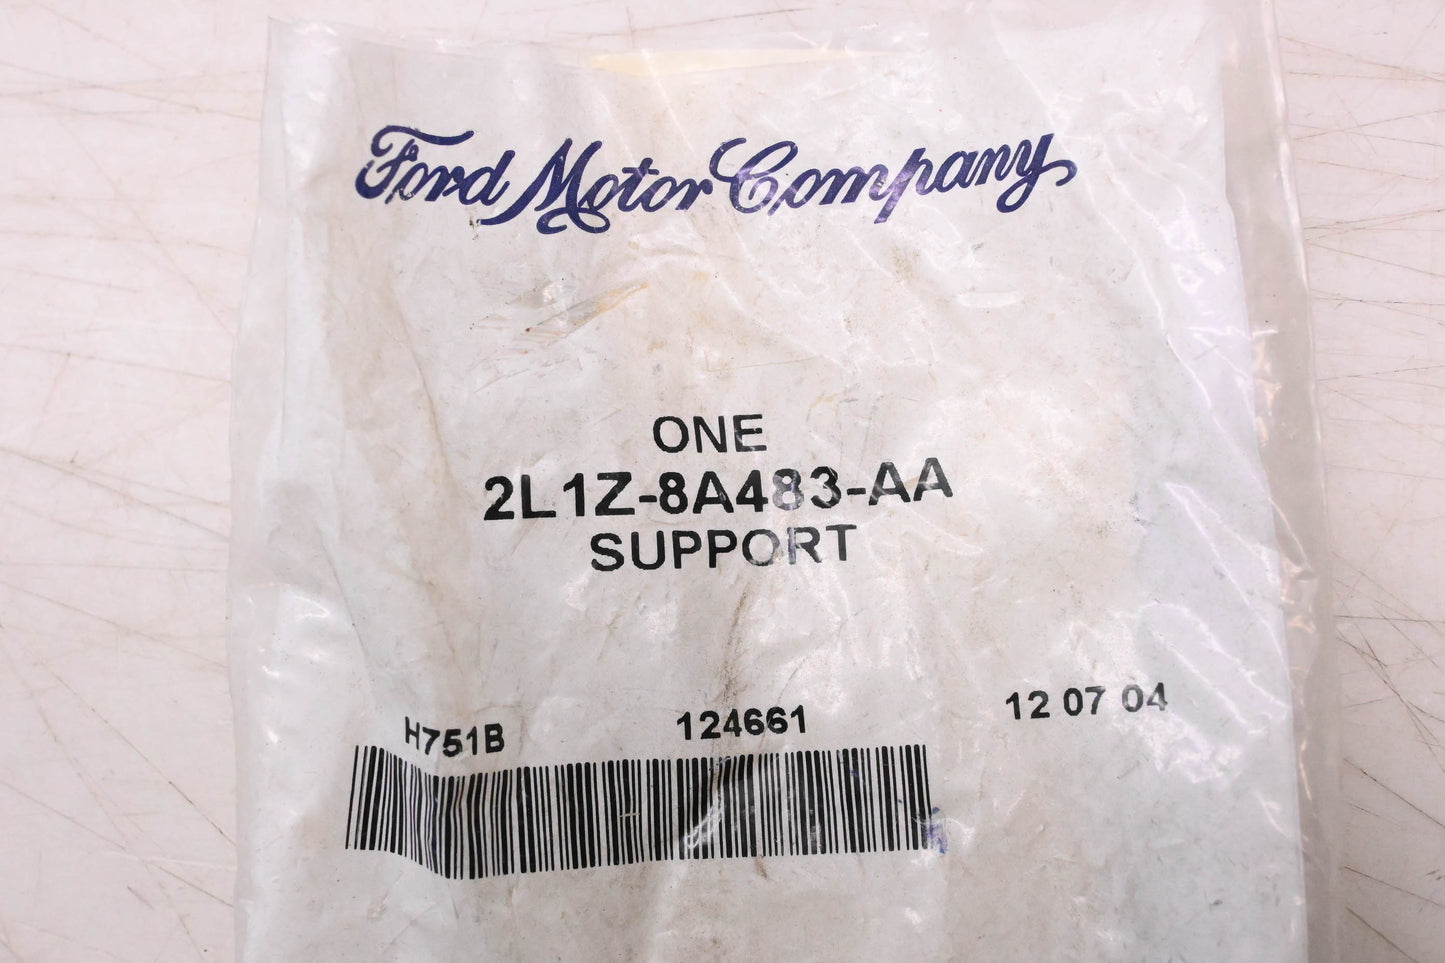 Ford Motor Company
ONE
2L1Z-8A483-AA
SUPPORT
H751B 124661 12 07 04